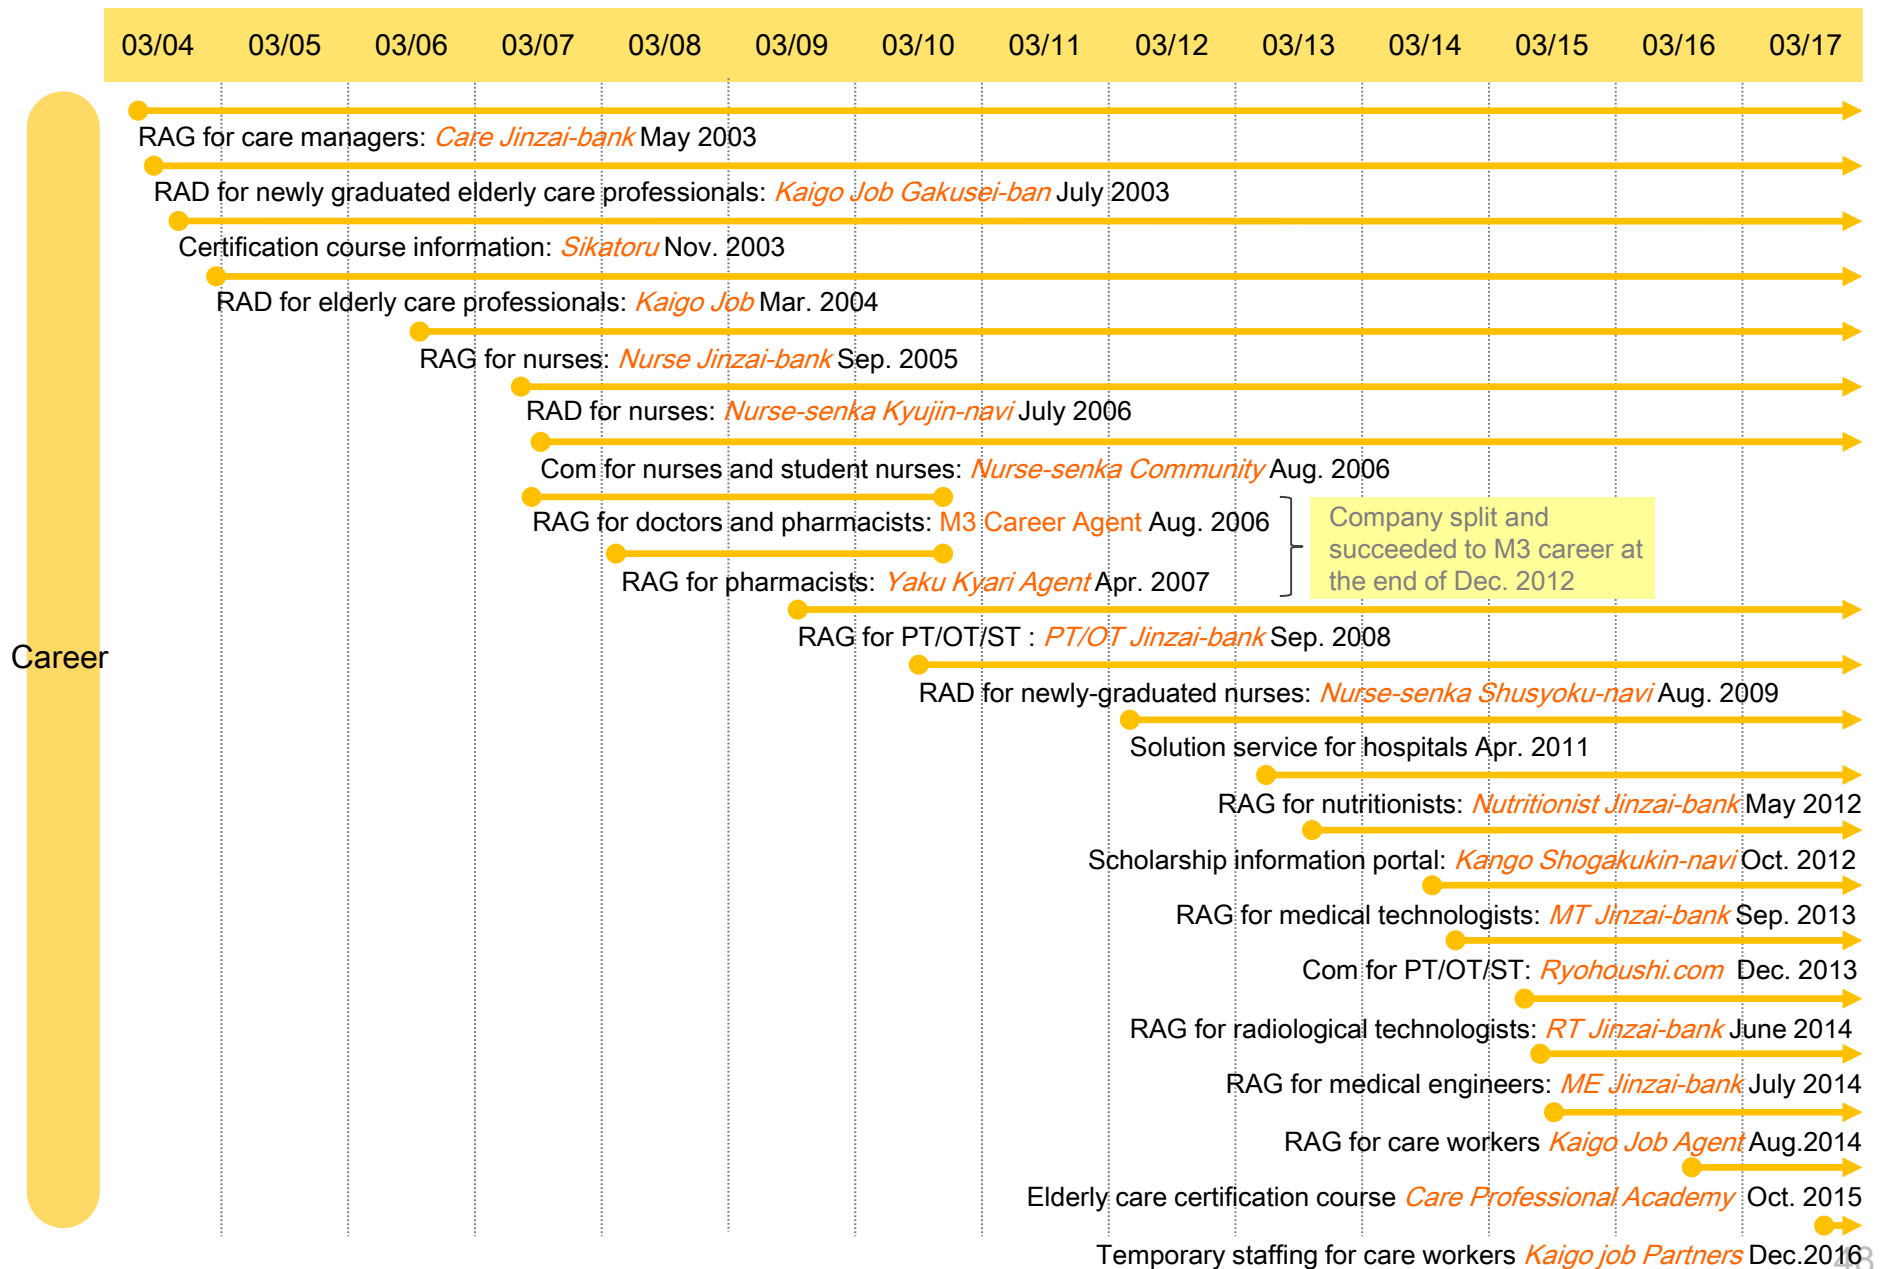 03/04 03/05 03/06 03/07 03/08 03/09 03/10 03/11 03/12 03/13 03/14 03/15 03/16 03/17
RAG for care managers: Care Jinzai-bank May 2003
RAD for newly graduated elderly care professionals: Kaigo Job Gakusei-ban July 2003
Certification course information: Sikatoru Nov. 2003
RAD for elderly care professionals: Kaigo Job Mar. 2004
RAG for nurses: Nurse Jinzai-bank Sep. 2005
RAD for nurses: Nurse-senka Kyujin-navi July 2006
Com for nurses and student nurses: Nurse-senka Community Aug. 2006
RAG for doctors and pharmacists: M3 Career Agent Aug. 2006
RAG for pharmacists: Yaku Kyari Agent Apr. 2007
Company split and
succeeded to M3 career at
the end of Dec. 2012
RAG for PT/OT/ST : PT/OT Jinzai-bank Sep. 2008
Career
RAD for newly-graduated nurses: Nurse-senka Shusyoku-navi Aug. 2009
Solution service for hospitals Apr. 2011
RAG for nutritionists: Nutritionist Jinzai-bank May 2012
Scholarship information portal: Kango Shogakukin-navi Oct. 2012
RAG for medical technologists: MT Jinzai-bank Sep. 2013
Com for PT/OT/ST: Ryohoushi.com Dec. 2013
RAG for radiological technologists: RT Jinzai-bank June 2014
RAG for medical engineers: ME Jinzai-bank July 2014
RAG for care workers Kaigo Job Agent Aug.2014
Elderly care certification course Care Professional Academy Oct. 2015
Temporary staffing for care workers Kaigo job Partners Dec.2016
48